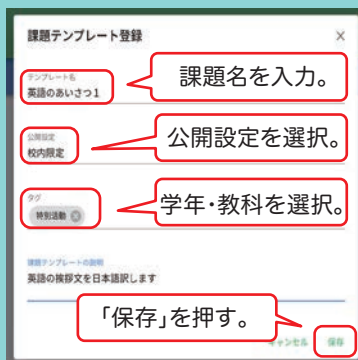 課題テンプレート登録 ×
テンプレート名
英語のあいさつ1
課題名を入力。
公開設定
校内限定
公開設定を選択。
タグ
特別活動
学年・教科を選択。
課題テンプレートの説明
英語の挨拶文を日本語訳します
「保存」を押す。
キャンセル 保存